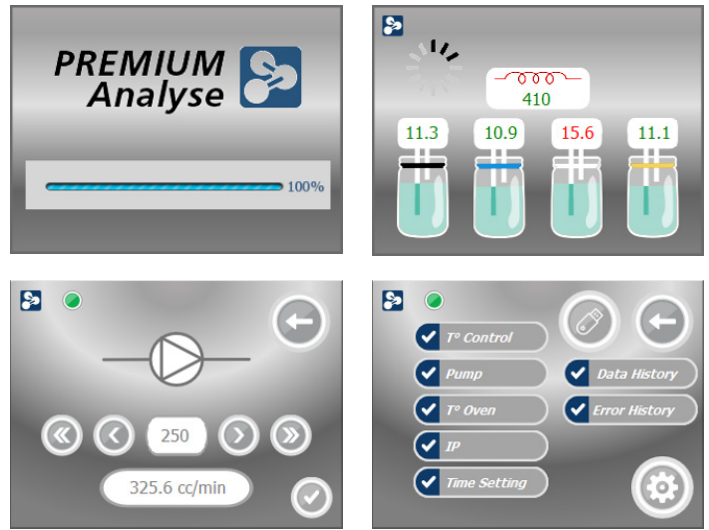 PREMIUM
Analyse
100%
410
11.3 10.9 15.6 11.1
250
325.6 cc/min
T° Control
Pump
T° Oven
IP
Time Setting
Data History
Error History